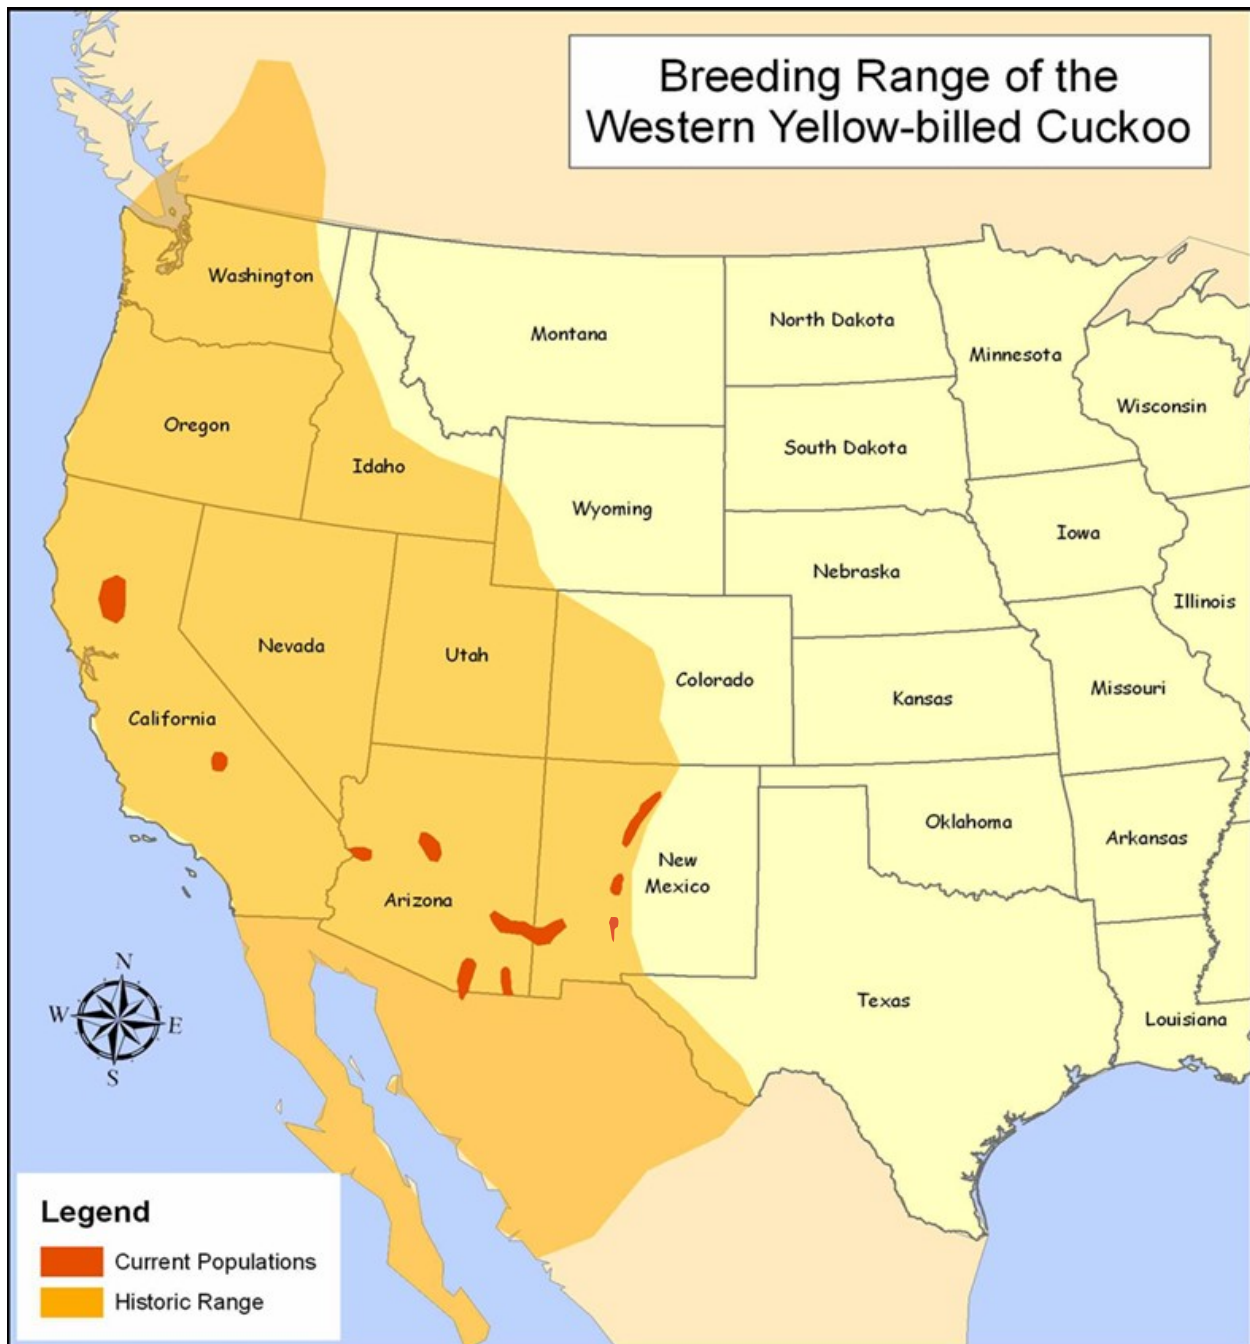 Breeding Range of the
Western Yellow-billed Cuckoo
Washington
Montana
North Dakota
Minnesota
Wisconsin
Oregon
Idaho
South Dakota
Wyoming
Iowa
Nebraska
Illinois
Nevada
Utah
Colorado
Kansas
Missouri
California
Oklahoma
Arkansas
New
Mexico
Arizona
Texas
Louisiana
N
W
E
S
Legend
Current Populations
Historic Range